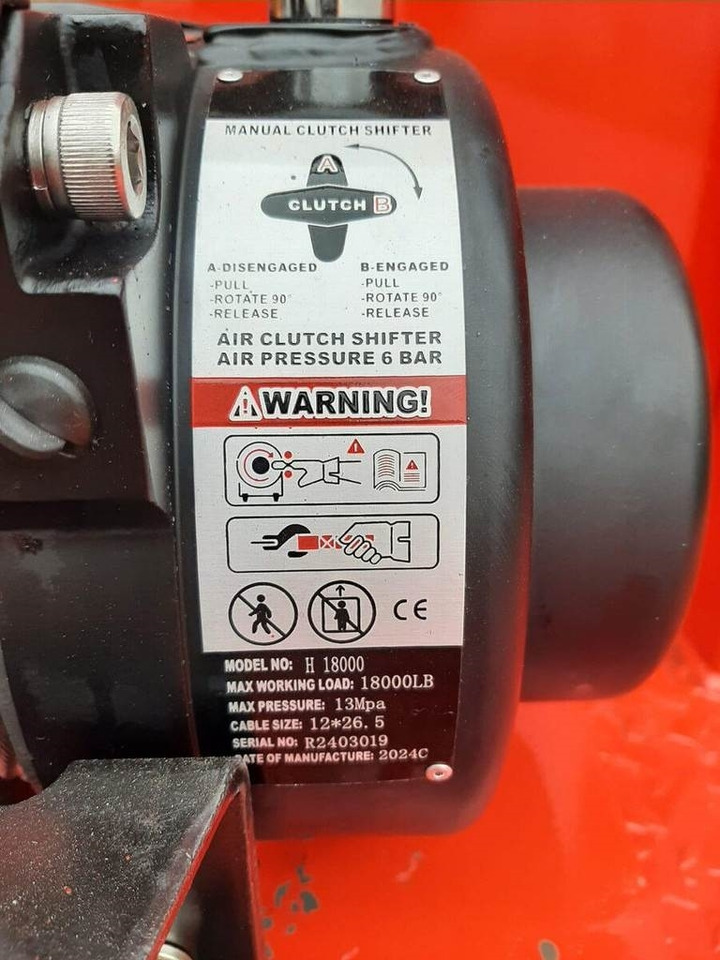 MANUAL CLUTCH SHIFTER
A
CLUTCH B
A-DISENGAGED B-ENGAGED
-PULL -PULL
-ROTATE 90° -ROTATE 90°
-RELEASE -RELEASE
AIR CLUTCH SHIFTER
AIR PRESSURE 6 BAR
WARNING!
CE
MODEL NO: H 18000
MAX WORKING LOAD: 18000LB
MAX PRESSURE: 13Mpa
CABLE SIZE: 12*26.5
SERIAL NO: R2403019
DATE OF MANUFACTURE: 2024C